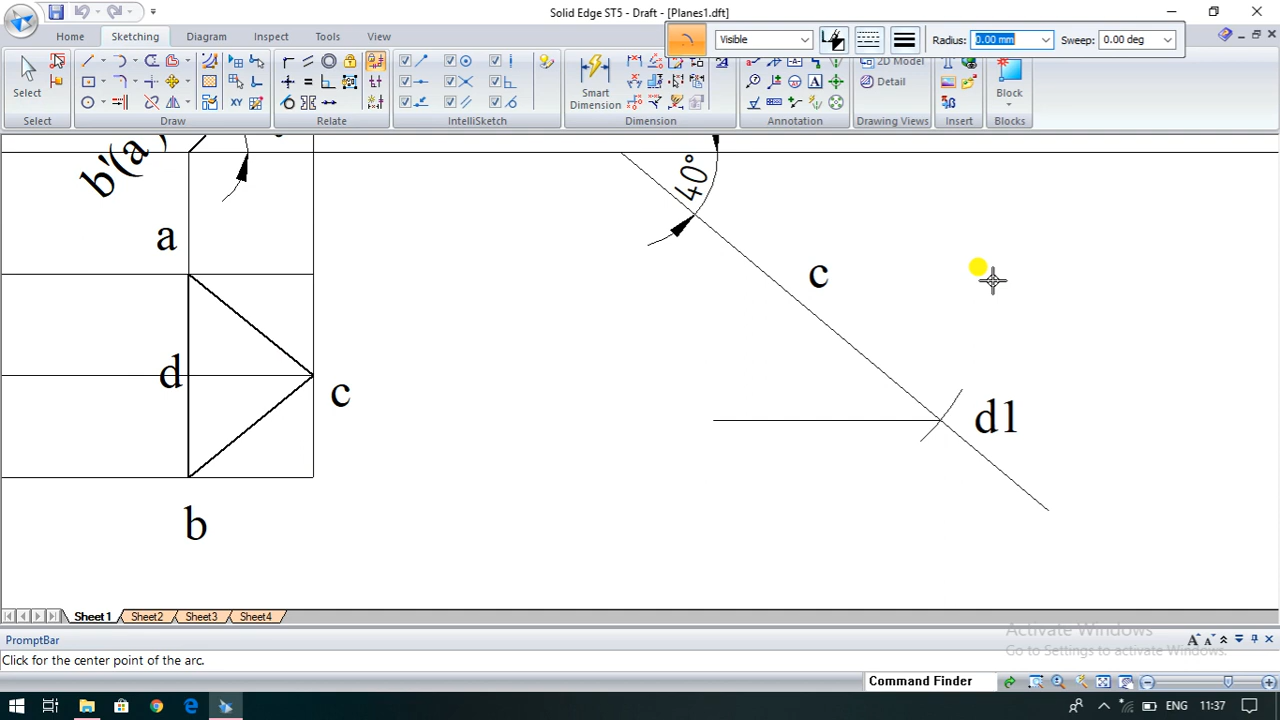 Solid Edge ST5 - Draft - [Planes1.dft]
Home Sketching Diagram Inspect Tools View
Visible Radius: 0.00 mm Sweep: 0.00 deg
Select Smart Dimension 2D Model Detail Block
Select Draw Relate IntelliSketch Dimension Annotation Drawing Views Insert Blocks
b'(a')
40°
a
c
d
c
d1
b
Sheet1 Sheet2 Sheet3 Sheet4
Activate Windows
PromptBar
Go to Settings to activate Windows.
Click for the center point of the arc.
Command Finder
ENG 11:37